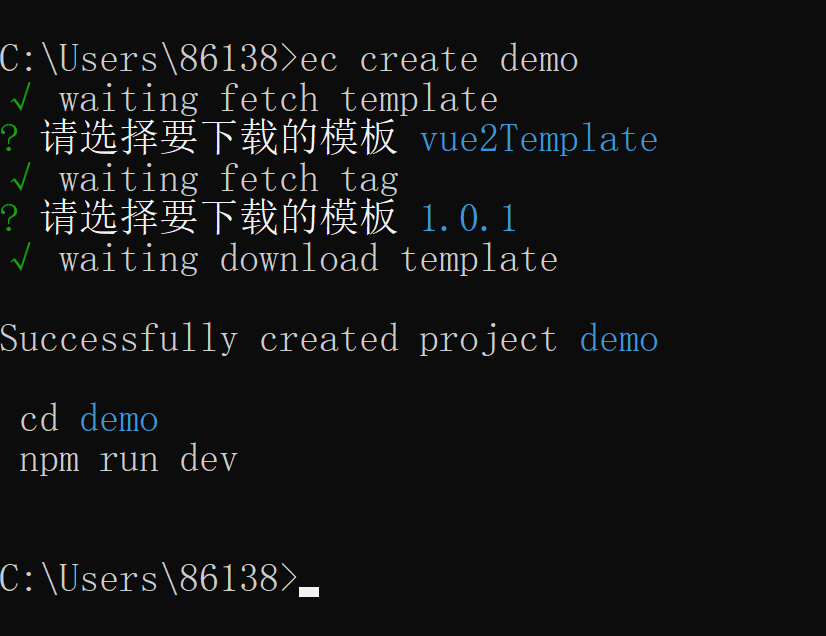 C:\Users\86138>ec create demo
√ waiting fetch template
? 请选择要下载的模板 vue2Template
√ waiting fetch tag
? 请选择要下载的模板 1.0.1
√ waiting download template
Successfully created project demo
cd demo
npm run dev
C:\Users\86138>